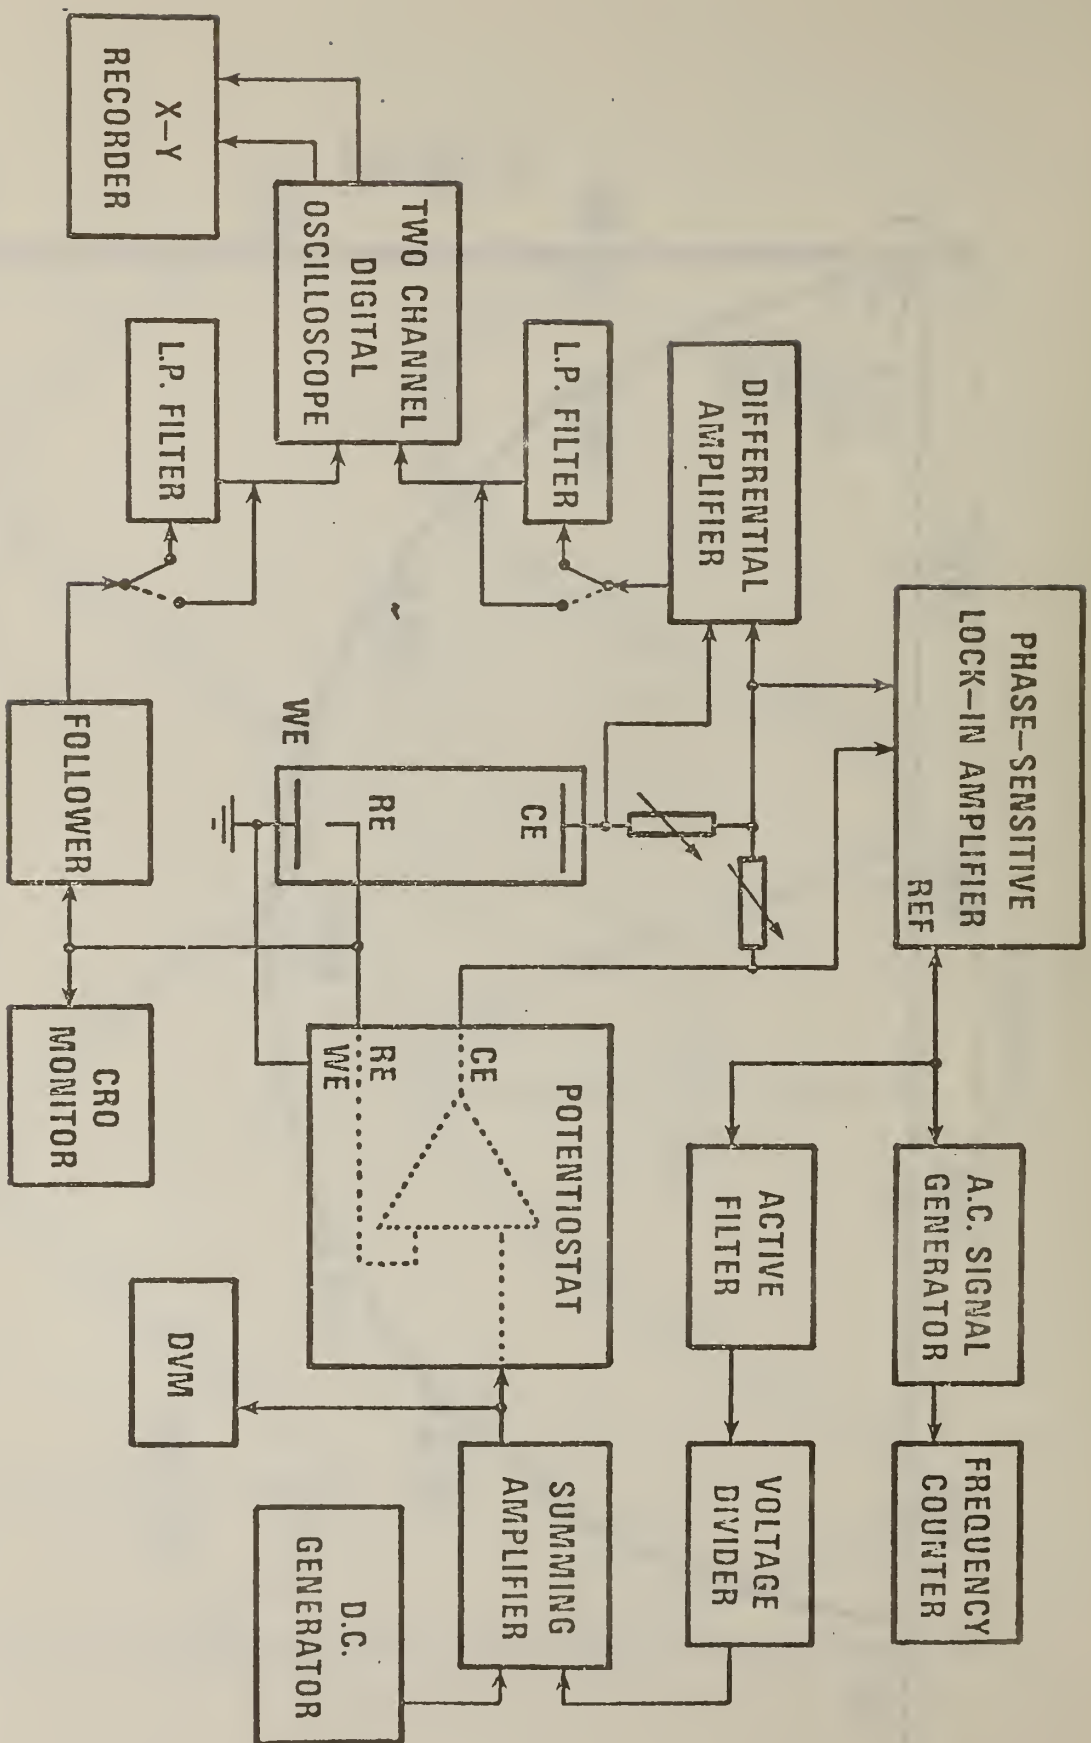 PHASE–SENSITIVE
LOCK–IN AMPLIFIER
REF
A.C. SIGNAL
GENERATOR
FREQUENCY
COUNTER
DIFFERENTIAL
AMPLIFIER
ACTIVE
FILTER
VOLTAGE
DIVIDER
L.P. FILTER
TWO CHANNEL
DIGITAL
OSCILLOSCOPE
X–Y
RECORDER
L.P. FILTER
CE
RE
WE
POTENTIOSTAT
CE
RE
WE
SUMMING
AMPLIFIER
D.C.
GENERATOR
DVM
FOLLOWER
CRO
MONITOR